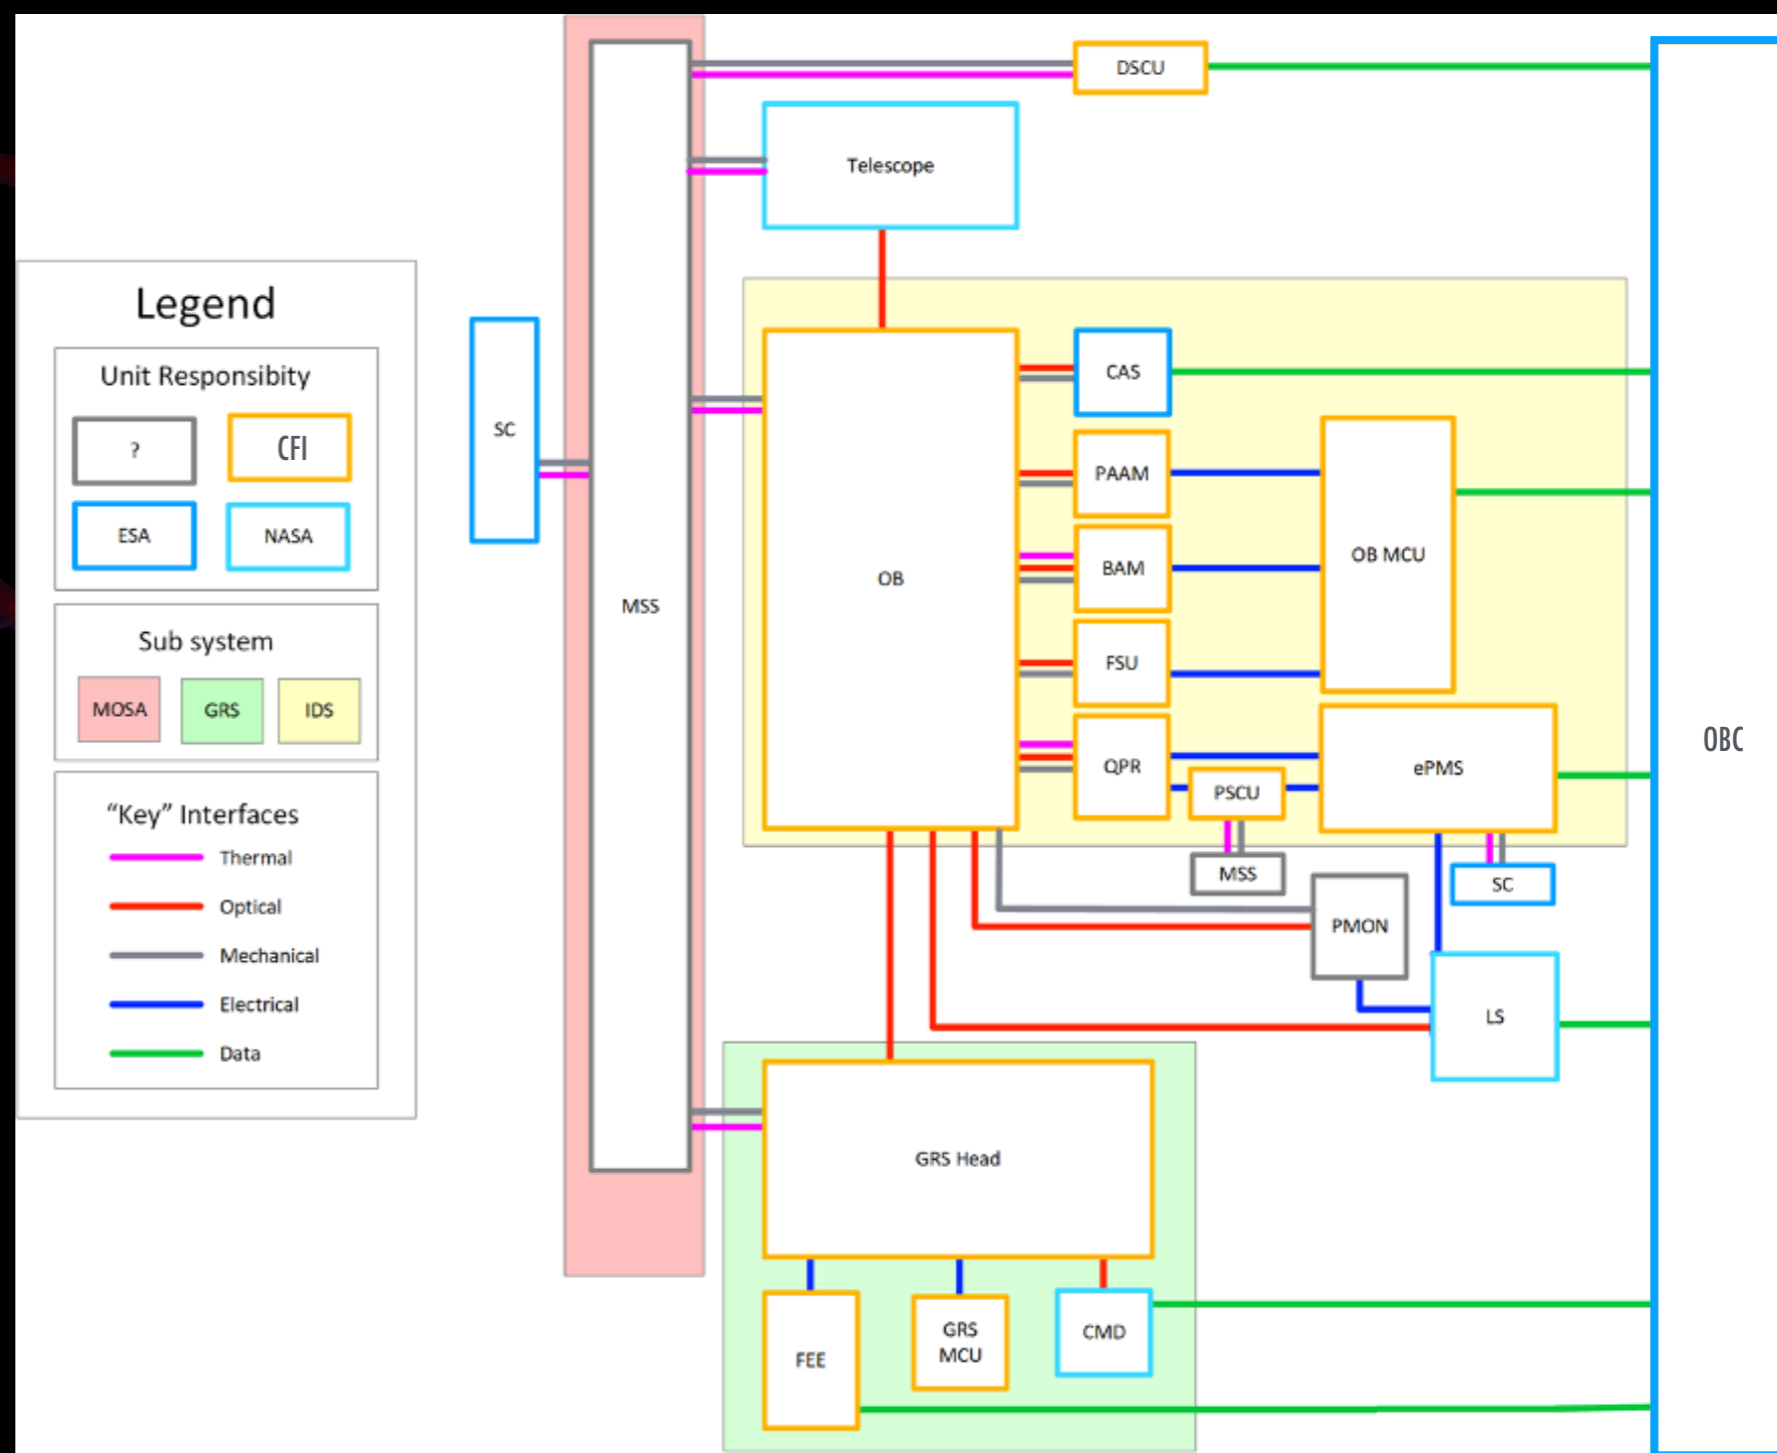 DSCU
Telescope
Legend
Unit Responsibity
?
CFI
ESA
NASA
Sub system
MOSA
GRS
IDS
“Key” Interfaces
Thermal
Optical
Mechanical
Electrical
Data
SC
MSS
OB
CAS
PAAM
BAM
FSU
QPR
OB MCU
ePMS
PSCU
MSS
SC
PMON
LS
OBC
GRS Head
FEE
GRS
MCU
CMD